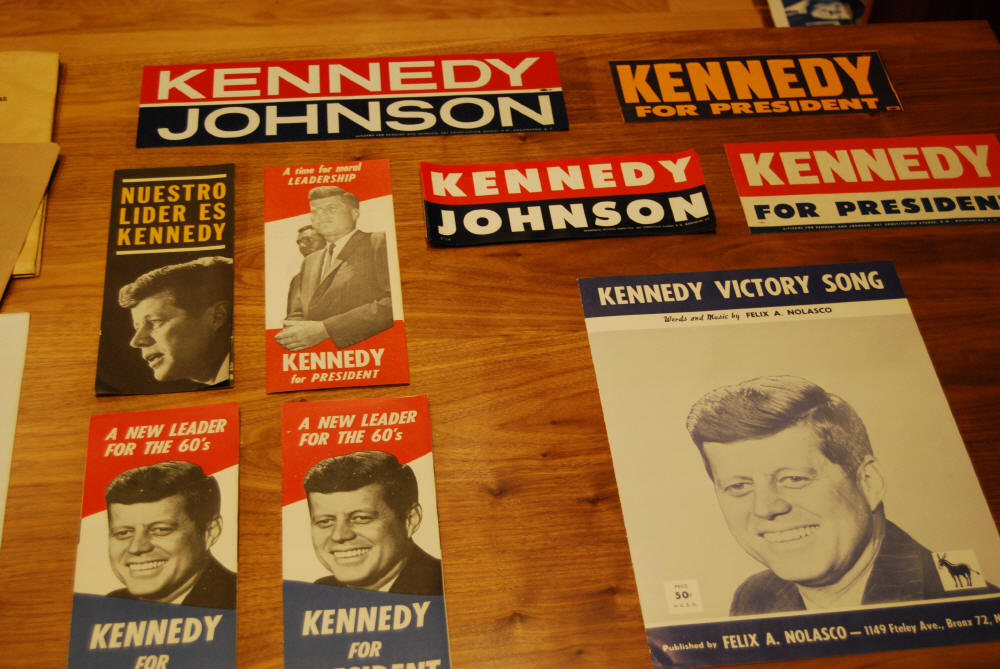 KENNEDY
JOHNSON
KENNEDY
FOR PRESIDENT
NUESTRO
LIDER ES
KENNEDY
A time for moral
LEADERSHIP
KENNEDY
for PRESIDENT
KENNEDY
JOHNSON
KENNEDY
FOR PRESIDEN
KENNEDY VICTORY SONG
Words and Music by FELIX A. NOLASCO
PRICE
50¢
in U.S.A.
Published by FELIX A. NOLASCO — 1149 Fteley Ave., Bronx 72, N
A NEW LEADER
FOR THE 60's
KENNEDY
FOR
A NEW LEADER
FOR THE 60's
KENNEDY
FOR
ESIDENT